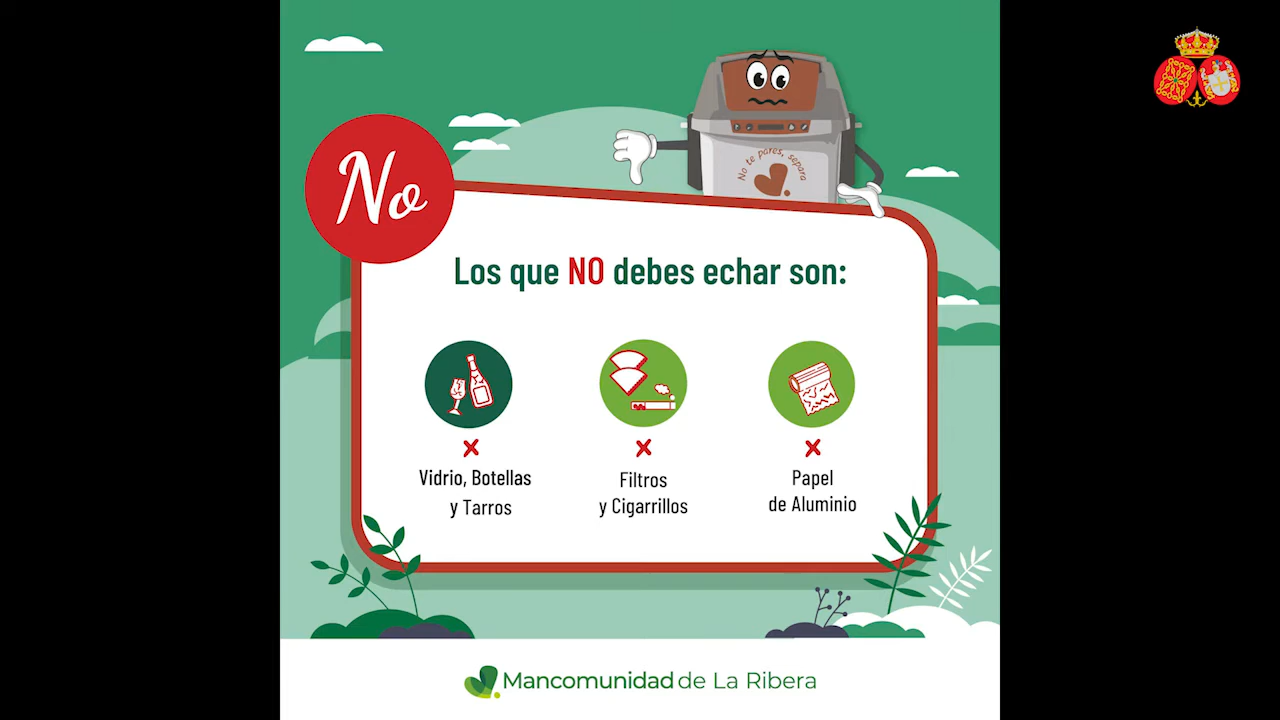 No te pares, separa
No
Los que NO debes echar son:
Vidrio, Botellas
y Tarros
Filtros
y Cigarrillos
Papel
de Aluminio
Mancomunidad de La Ribera